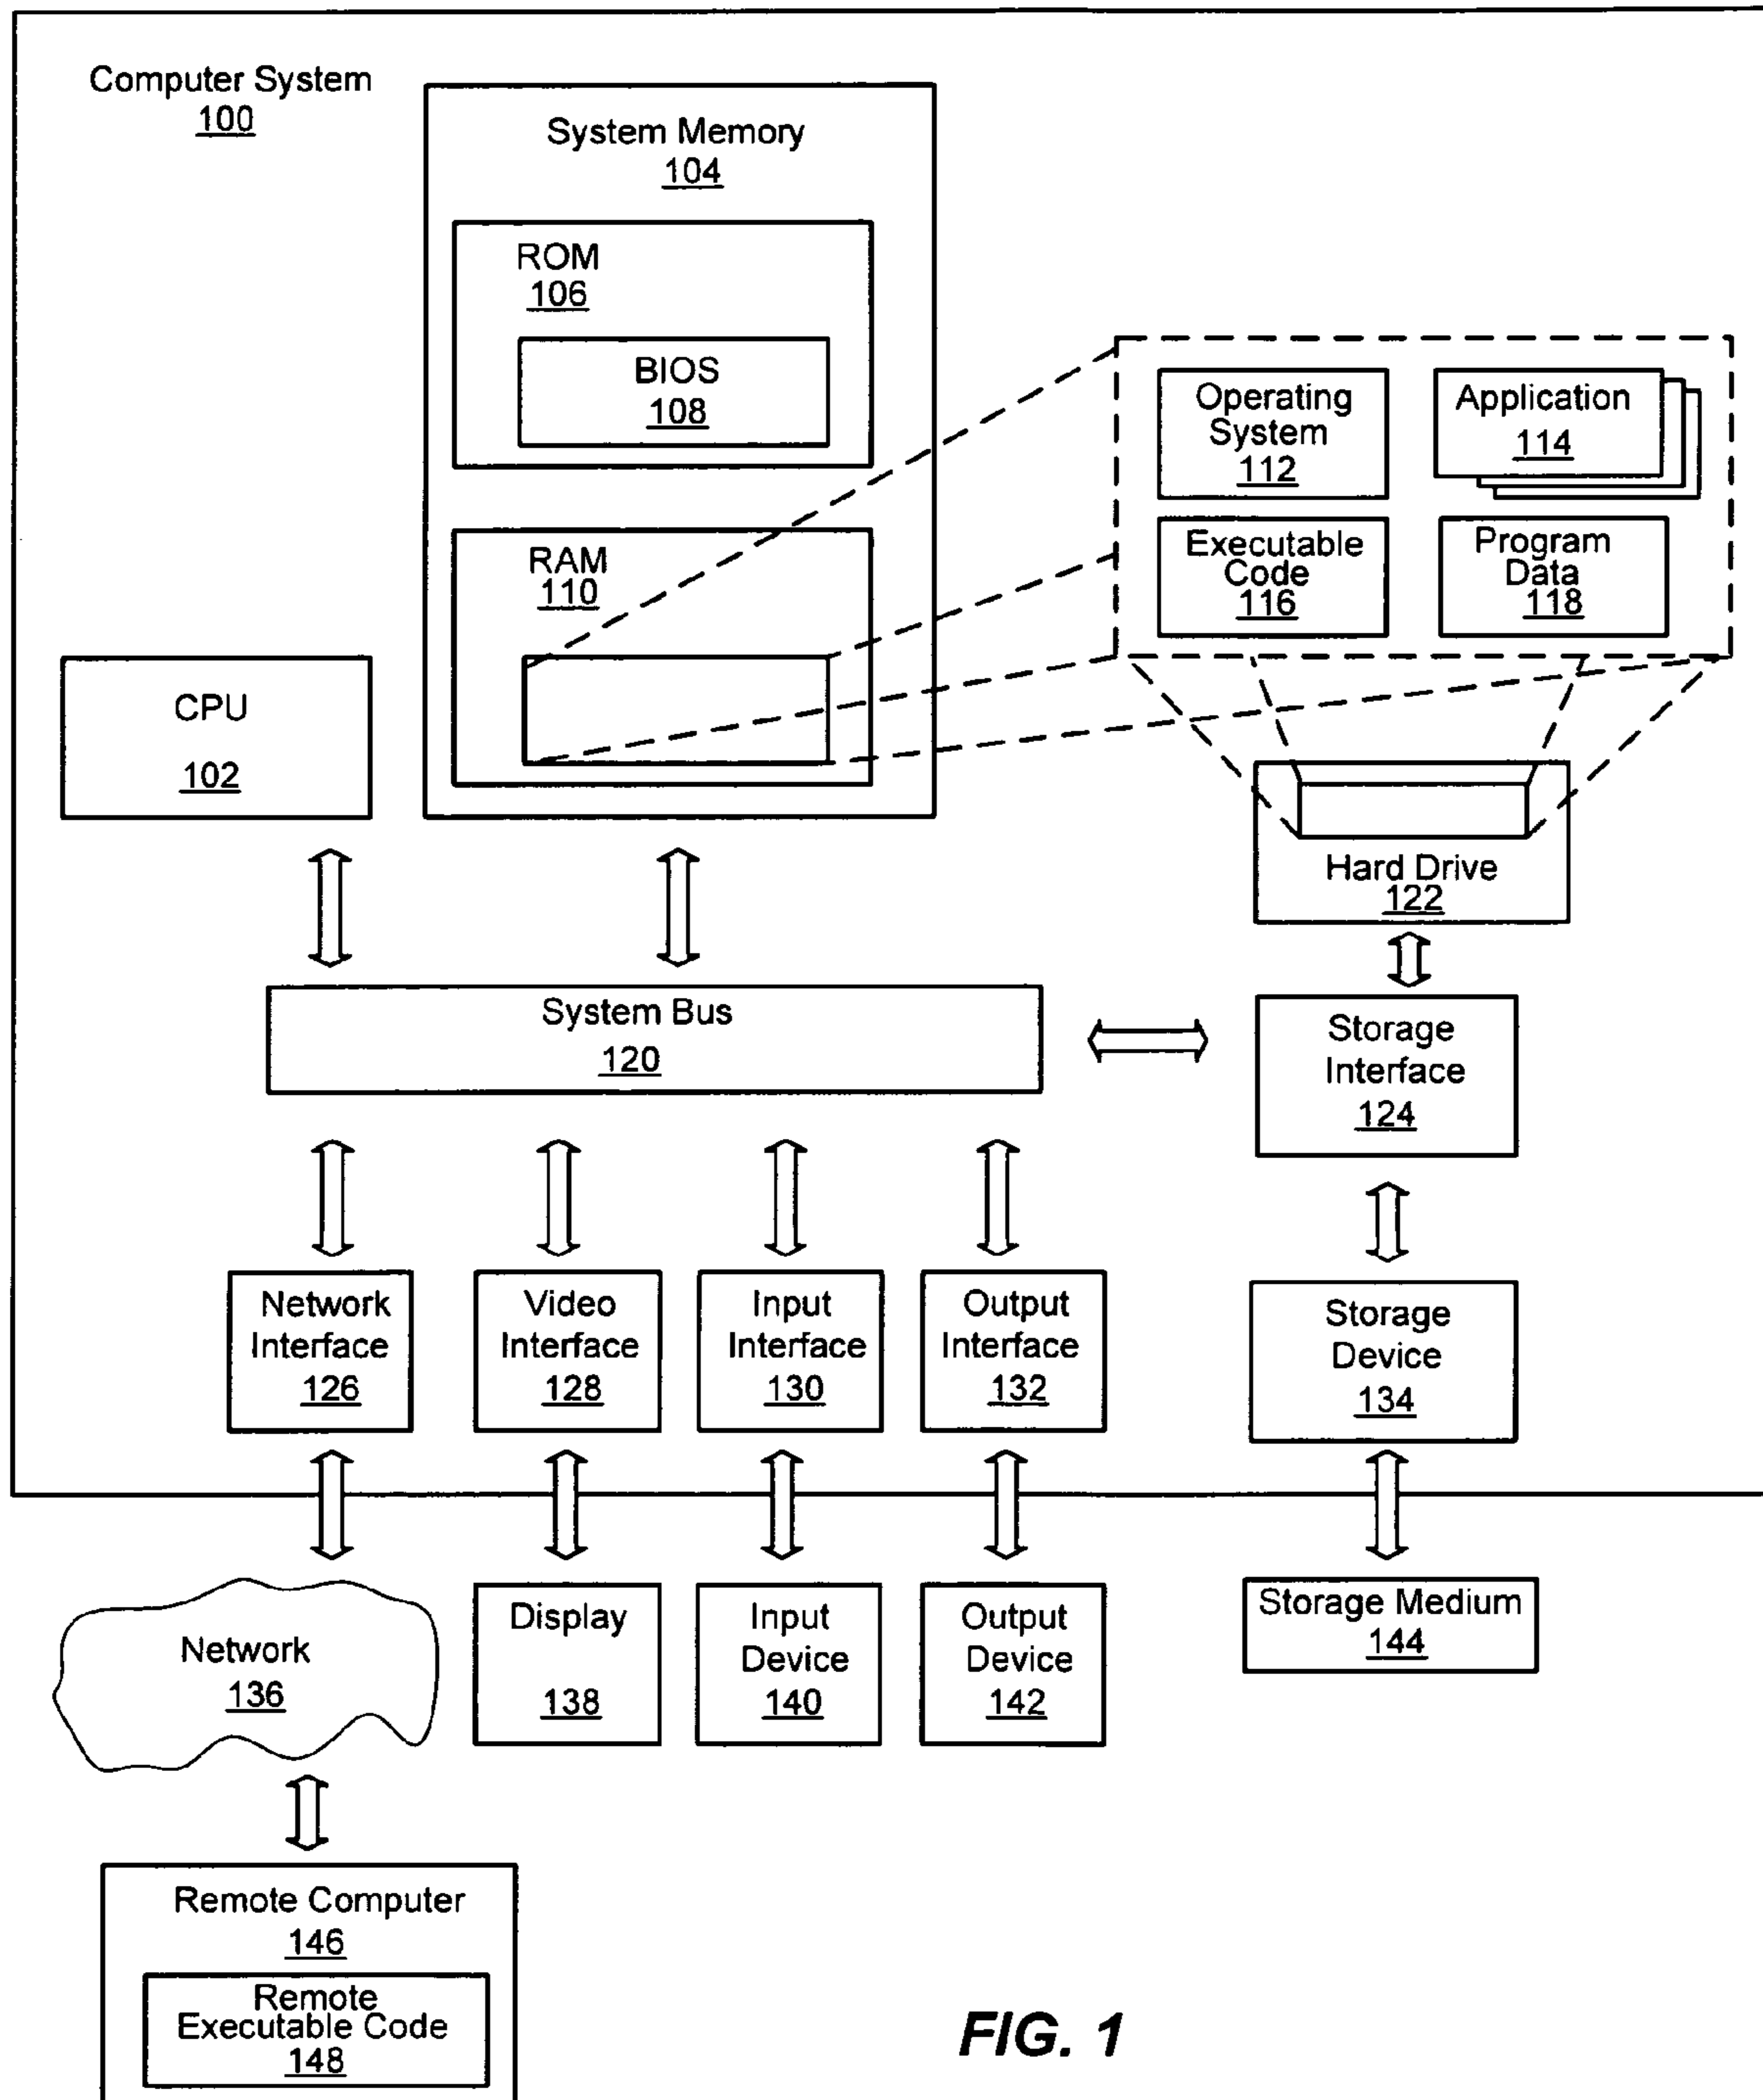 Computer System
100
System Memory
104
ROM
106
BIOS
108
RAM
110
Operating
System
112
Application
114
Executable
Code
116
Program
Data
118
CPU
102
Hard Drive
122
System Bus
120
Storage
Interface
124
Network
Interface
126
Video
Interface
128
Input
Interface
130
Output
Interface
132
Storage
Device
134
Network
136
Display
138
Input
Device
140
Output
Device
142
Storage Medium
144
Remote Computer
146
Remote
Executable Code
148
FIG. 1